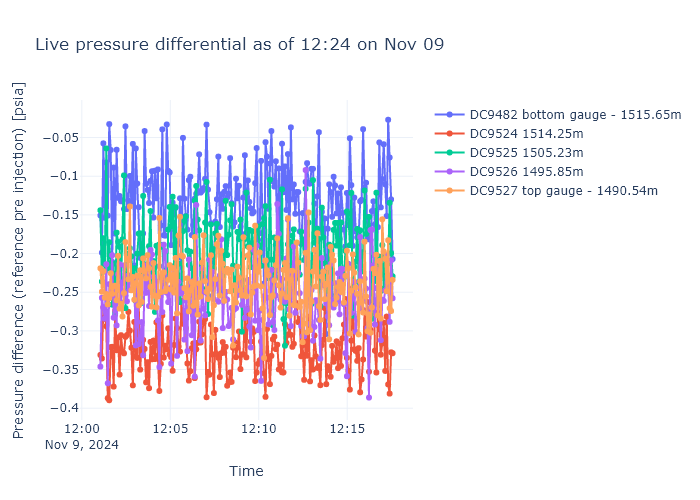 Live pressure differential as of 12:24 on Nov 09
Pressure difference (reference pre injection) [psia]
−0.05
−0.1
−0.15
−0.2
−0.25
−0.3
−0.35
−0.4
12:00
Nov 9, 2024
12:05
12:10
12:15
Time
DC9482 bottom gauge - 1515.65m
DC9524 1514.25m
DC9525 1505.23m
DC9526 1495.85m
DC9527 top gauge - 1490.54m